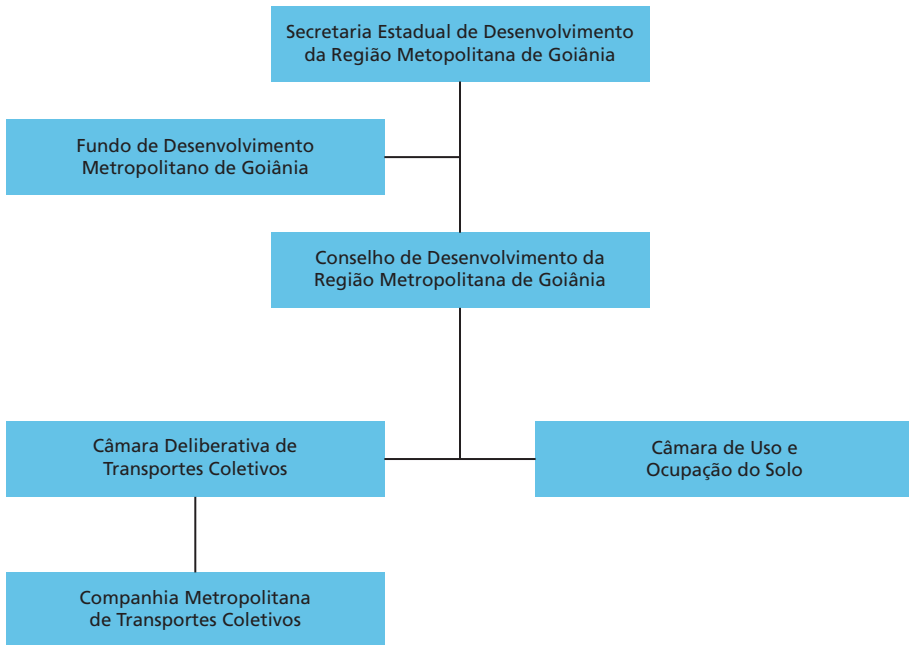 Secretaria Estadual de Desenvolvimento
da Região Metopolitana de Goiânia
Fundo de Desenvolvimento
Metropolitano de Goiânia
Conselho de Desenvolvimento da
Região Metropolitana de Goiânia
Câmara Deliberativa de
Transportes Coletivos
Câmara de Uso e
Ocupação do Solo
Companhia Metropolitana
de Transportes Coletivos